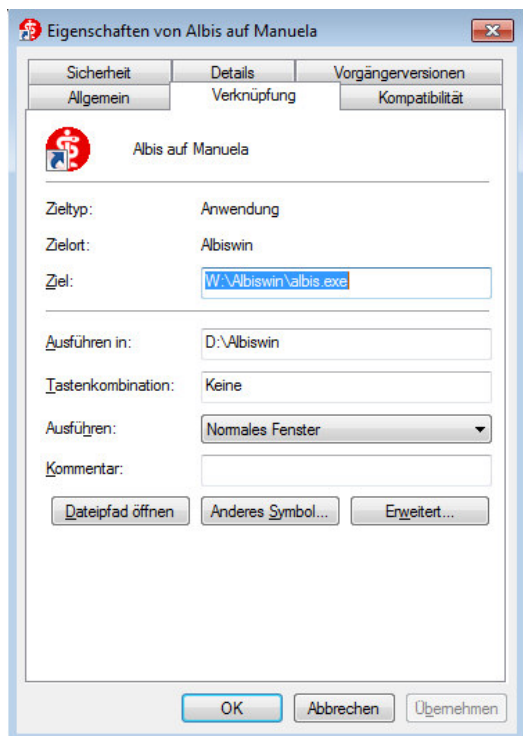 Eigenschaften von Albis auf Manuela
Sicherheit Details Vorgängerversionen
Allgemein Verknüpfung Kompatibilität
Albis auf Manuela
Zieltyp: Anwendung
Zielort: Albiswin
Ziel: W:\Albiswin\albis.exe
Ausführen in: D:\Albiswin
Tastenkombination: Keine
Ausführen: Normales Fenster
Kommentar:
Dateipfad öffnen Anderes Symbol... Erweitert...
OK Abbrechen Übernehmen